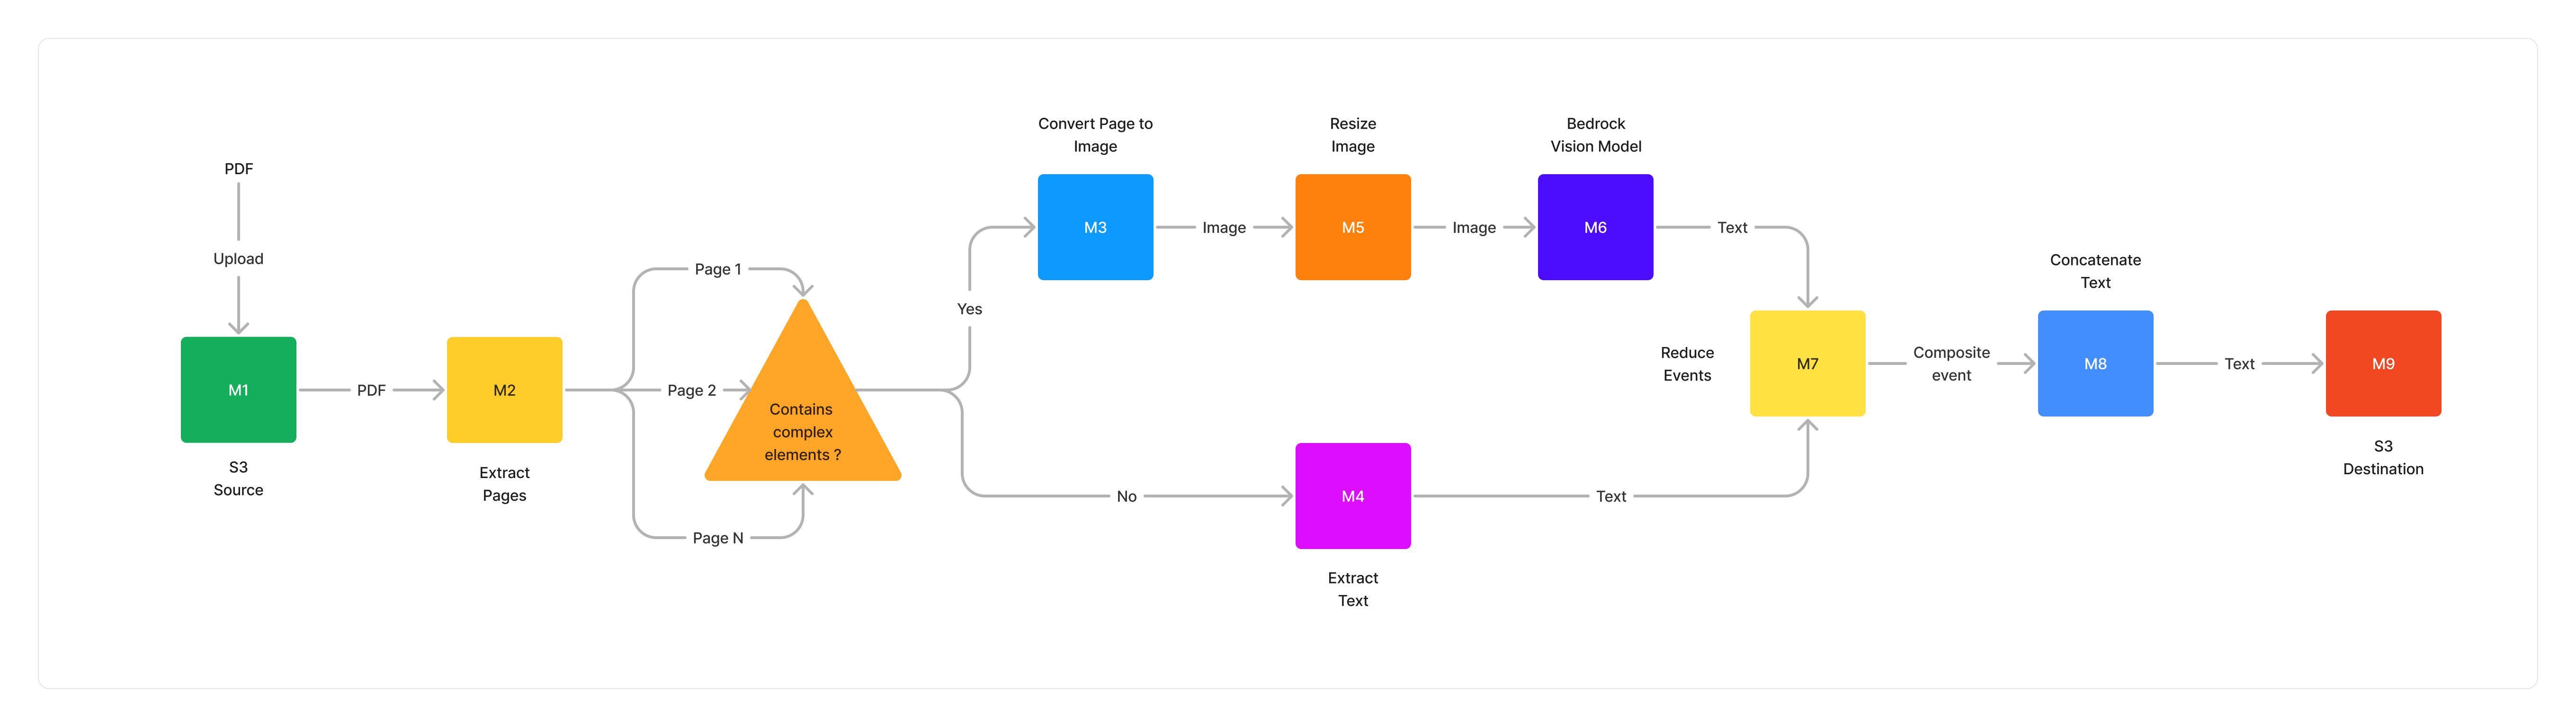 PDF
Upload
M1
S3
Source
PDF
M2
Extract
Pages
Page 1
Page 2
Page N
Contains
complex
elements ?
Yes
No
Convert Page to
Image
M3
Image
Resize
Image
M5
Image
Bedrock
Vision Model
M6
Text
M4
Extract
Text
Text
Reduce
Events
M7
Composite
event
Concatenate
Text
M8
Text
M9
S3
Destination